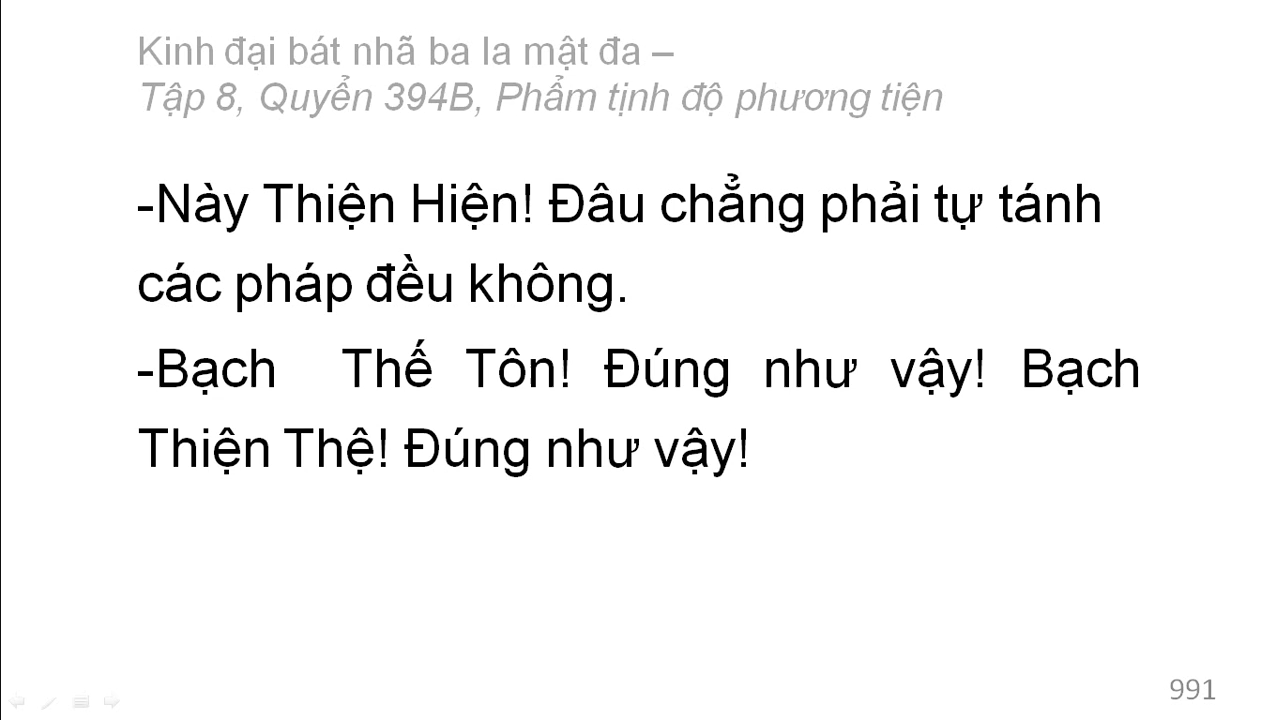 Kinh đại bát nhã ba la mật đa –
Tập 8, Quyển 394B, Phẩm tịnh độ phương tiện
-Này Thiện Hiện! Đâu chẳng phải tự tánh
các pháp đều không.
-Bạch Thế Tôn! Đúng như vậy! Bạch
Thiện Thệ! Đúng như vậy!
991